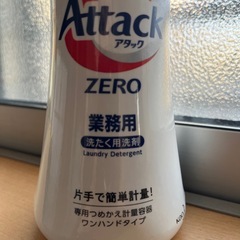 Attack
アタック
ZERO
業務用
洗たく用洗剤
Laundry Detergent
片手で簡単計量!
専用つめかえ計量容器
ワンハンドタイプ